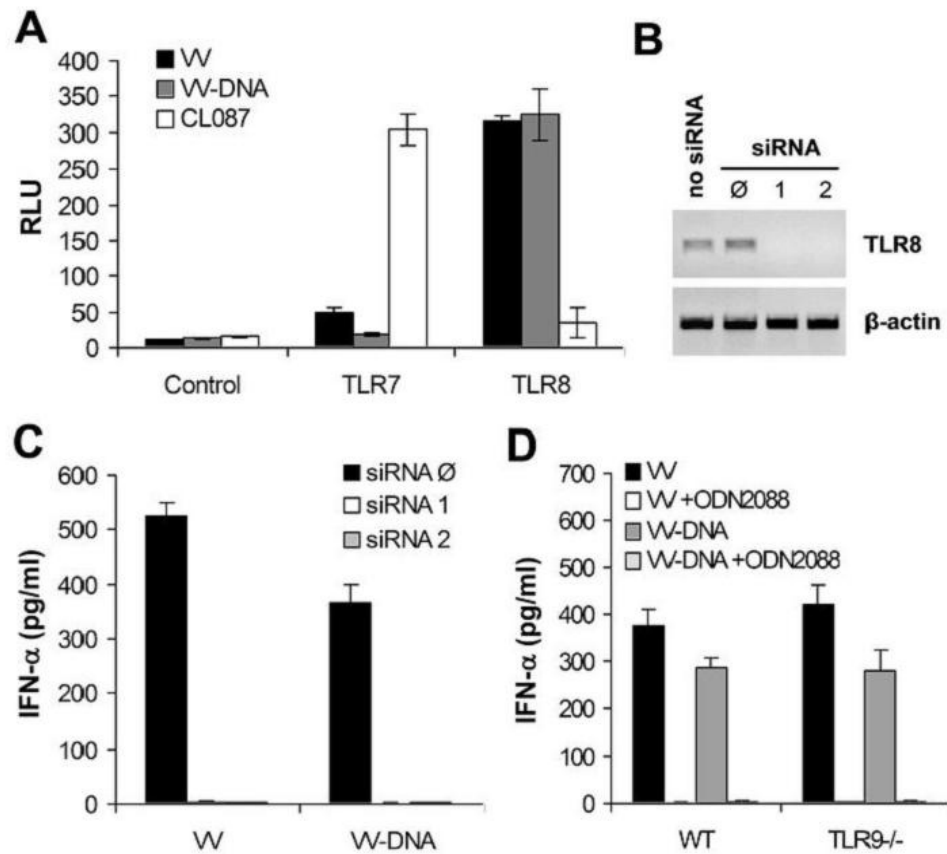 A
400
350
300
250
200
150
100
50
0
RLU
VV
VV-DNA
CL087
Control TLR7 TLR8
B
no siRNA
siRNA
Ø 1 2
TLR8
β-actin
C
600
500
400
300
200
100
0
IFN-α (pg/ml)
siRNA Ø
siRNA 1
siRNA 2
VV VV-DNA
D
700
600
500
400
300
200
100
0
IFN-α (pg/ml)
VV
VV +ODN2088
VV-DNA
VV-DNA +ODN2088
WT TLR9-/-